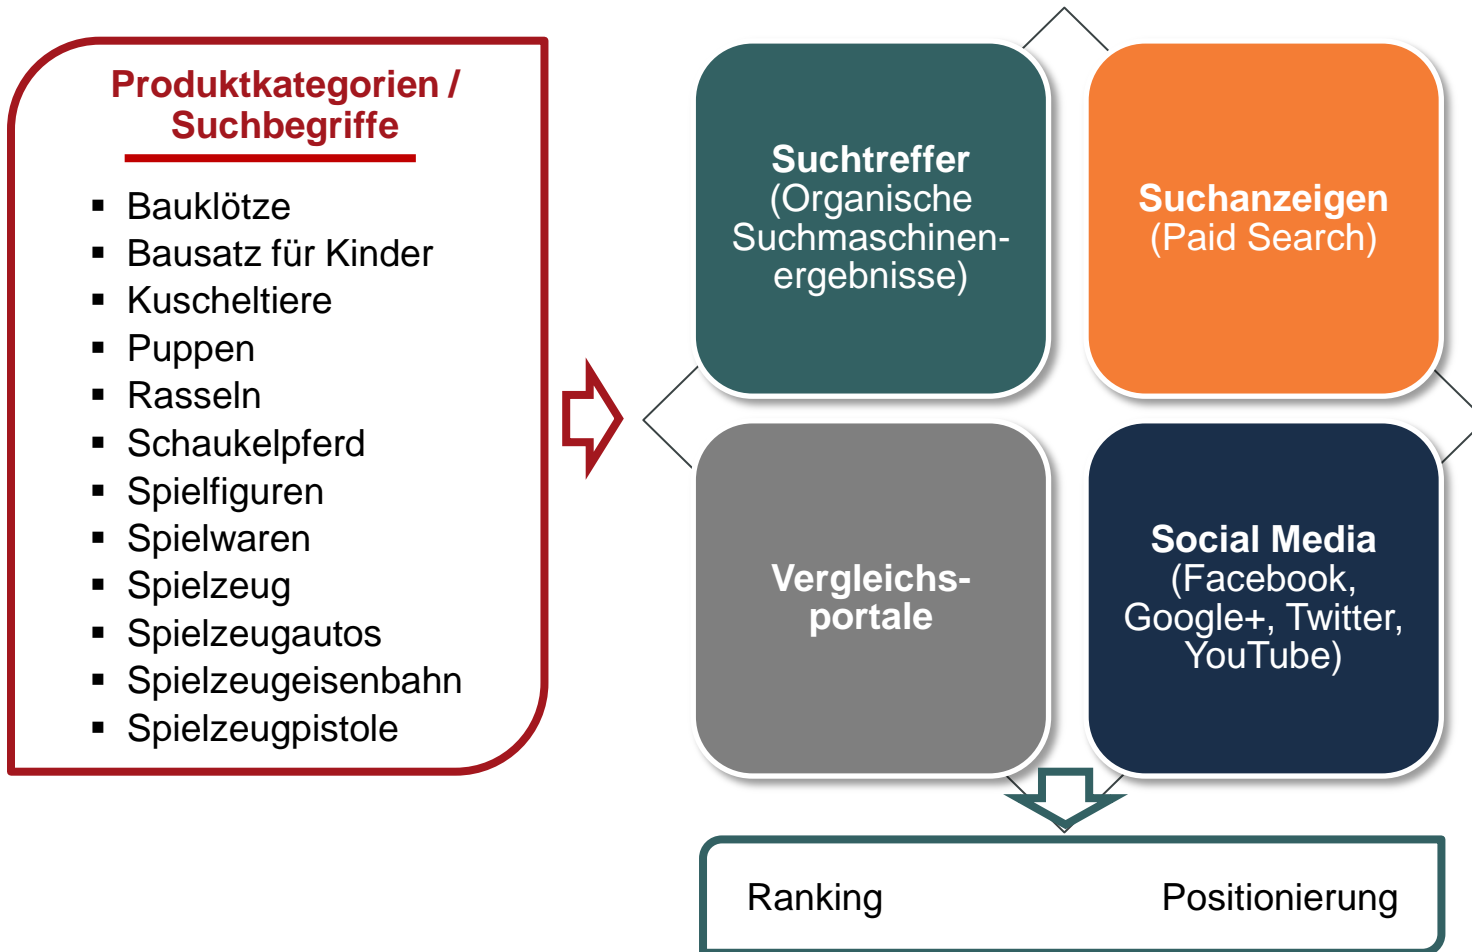 Produktkategorien /
Suchbegriffe
▪ Bauklötze
▪ Bausatz für Kinder
▪ Kuscheltiere
▪ Puppen
▪ Rasseln
▪ Schaukelpferd
▪ Spielfiguren
▪ Spielwaren
▪ Spielzeug
▪ Spielzeugautos
▪ Spielzeugeisenbahn
▪ Spielzeugpistole
Suchtreffer
(Organische
Suchmaschinen-
ergebnisse)
Suchanzeigen
(Paid Search)
Vergleichs-
portale
Social Media
(Facebook,
Google+, Twitter,
YouTube)
Ranking Positionierung